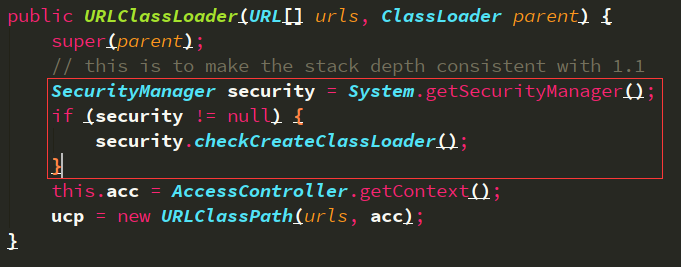 public URLClassLoader(URL[] urls, ClassLoader parent) {
super(parent);
// this is to make the stack depth consistent with 1.1
SecurityManager security = System.getSecurityManager();
if (security != null) {
security.checkCreateClassLoader();
}
this.acc = AccessController.getContext();
ucp = new URLClassPath(urls, acc);
}